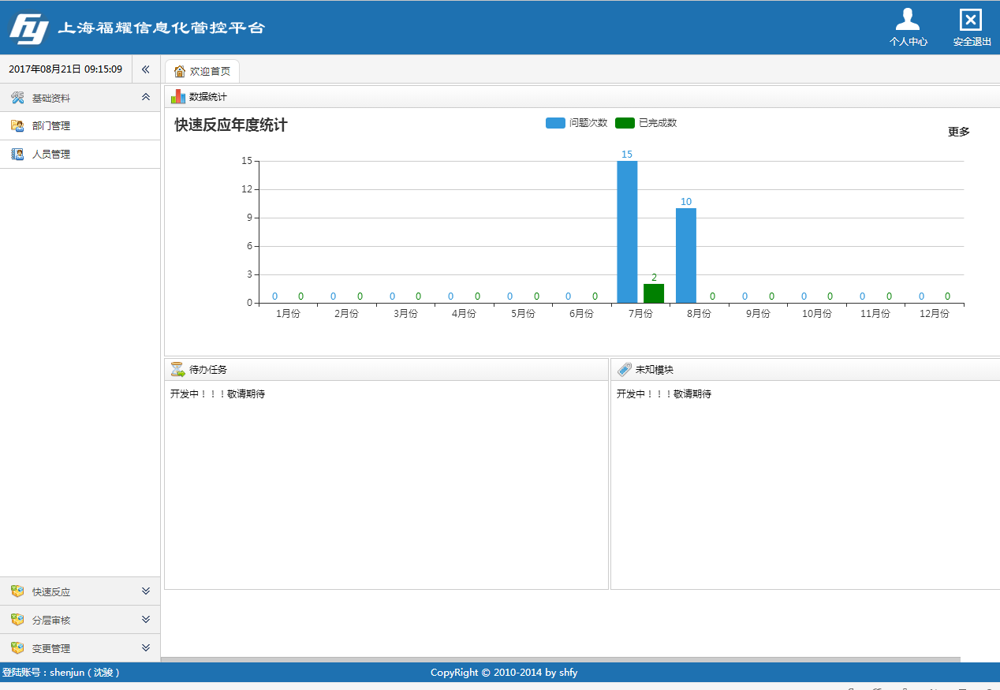 fy 上海福耀信息化管控平台
个人中心
安全退出
2017年08月21日 09:15:09
欢迎首页
基础资料
部门管理
人员管理
数据统计
快速反应年度统计
问题次数 已完成数
更多
15
12
9
6
3
0
0 0 0 0 0 0 0 0 0 0 0 0 15 2 10 0 0 0 0 0 0 0 0 0
1月份 2月份 3月份 4月份 5月份 6月份 7月份 8月份 9月份 10月份 11月份 12月份
待办任务
开发中！！！敬请期待
未知模块
开发中！！！敬请期待
快速反应
分层审核
变更管理
登陆账号：shenjun（沈骏）
CopyRight © 2010-2014 by shfy